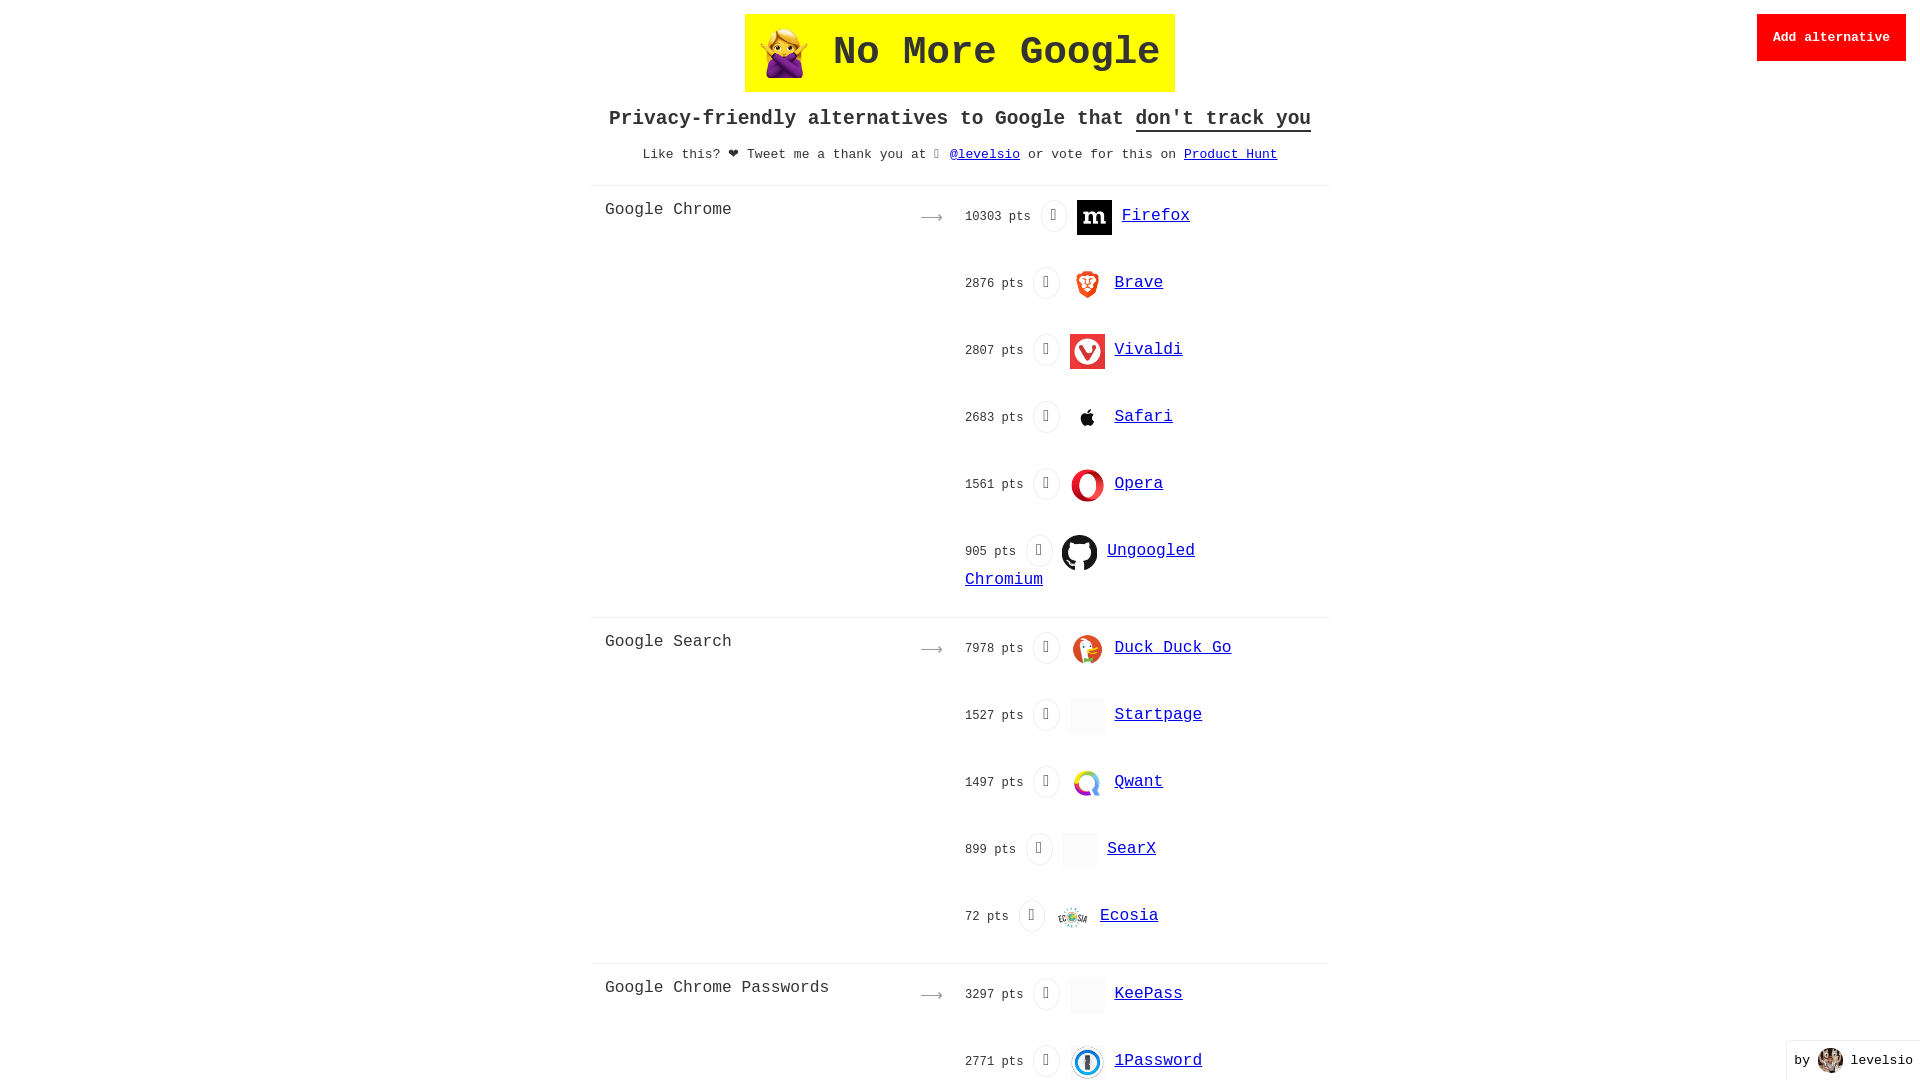 No More Google
Add alternative
Privacy-friendly alternatives to Google that don't track you
Like this? ❤ Tweet me a thank you at @levelsio or vote for this on Product Hunt
Google Chrome ⟶ 10303 pts Firefox
2876 pts Brave
2807 pts Vivaldi
2683 pts Safari
1561 pts Opera
905 pts Ungoogled
Chromium
Google Search ⟶ 7978 pts Duck Duck Go
1527 pts Startpage
1497 pts Qwant
899 pts SearX
72 pts ECOSIA Ecosia
Google Chrome Passwords ⟶ 3297 pts KeePass
2771 pts 1Password
by levelsio